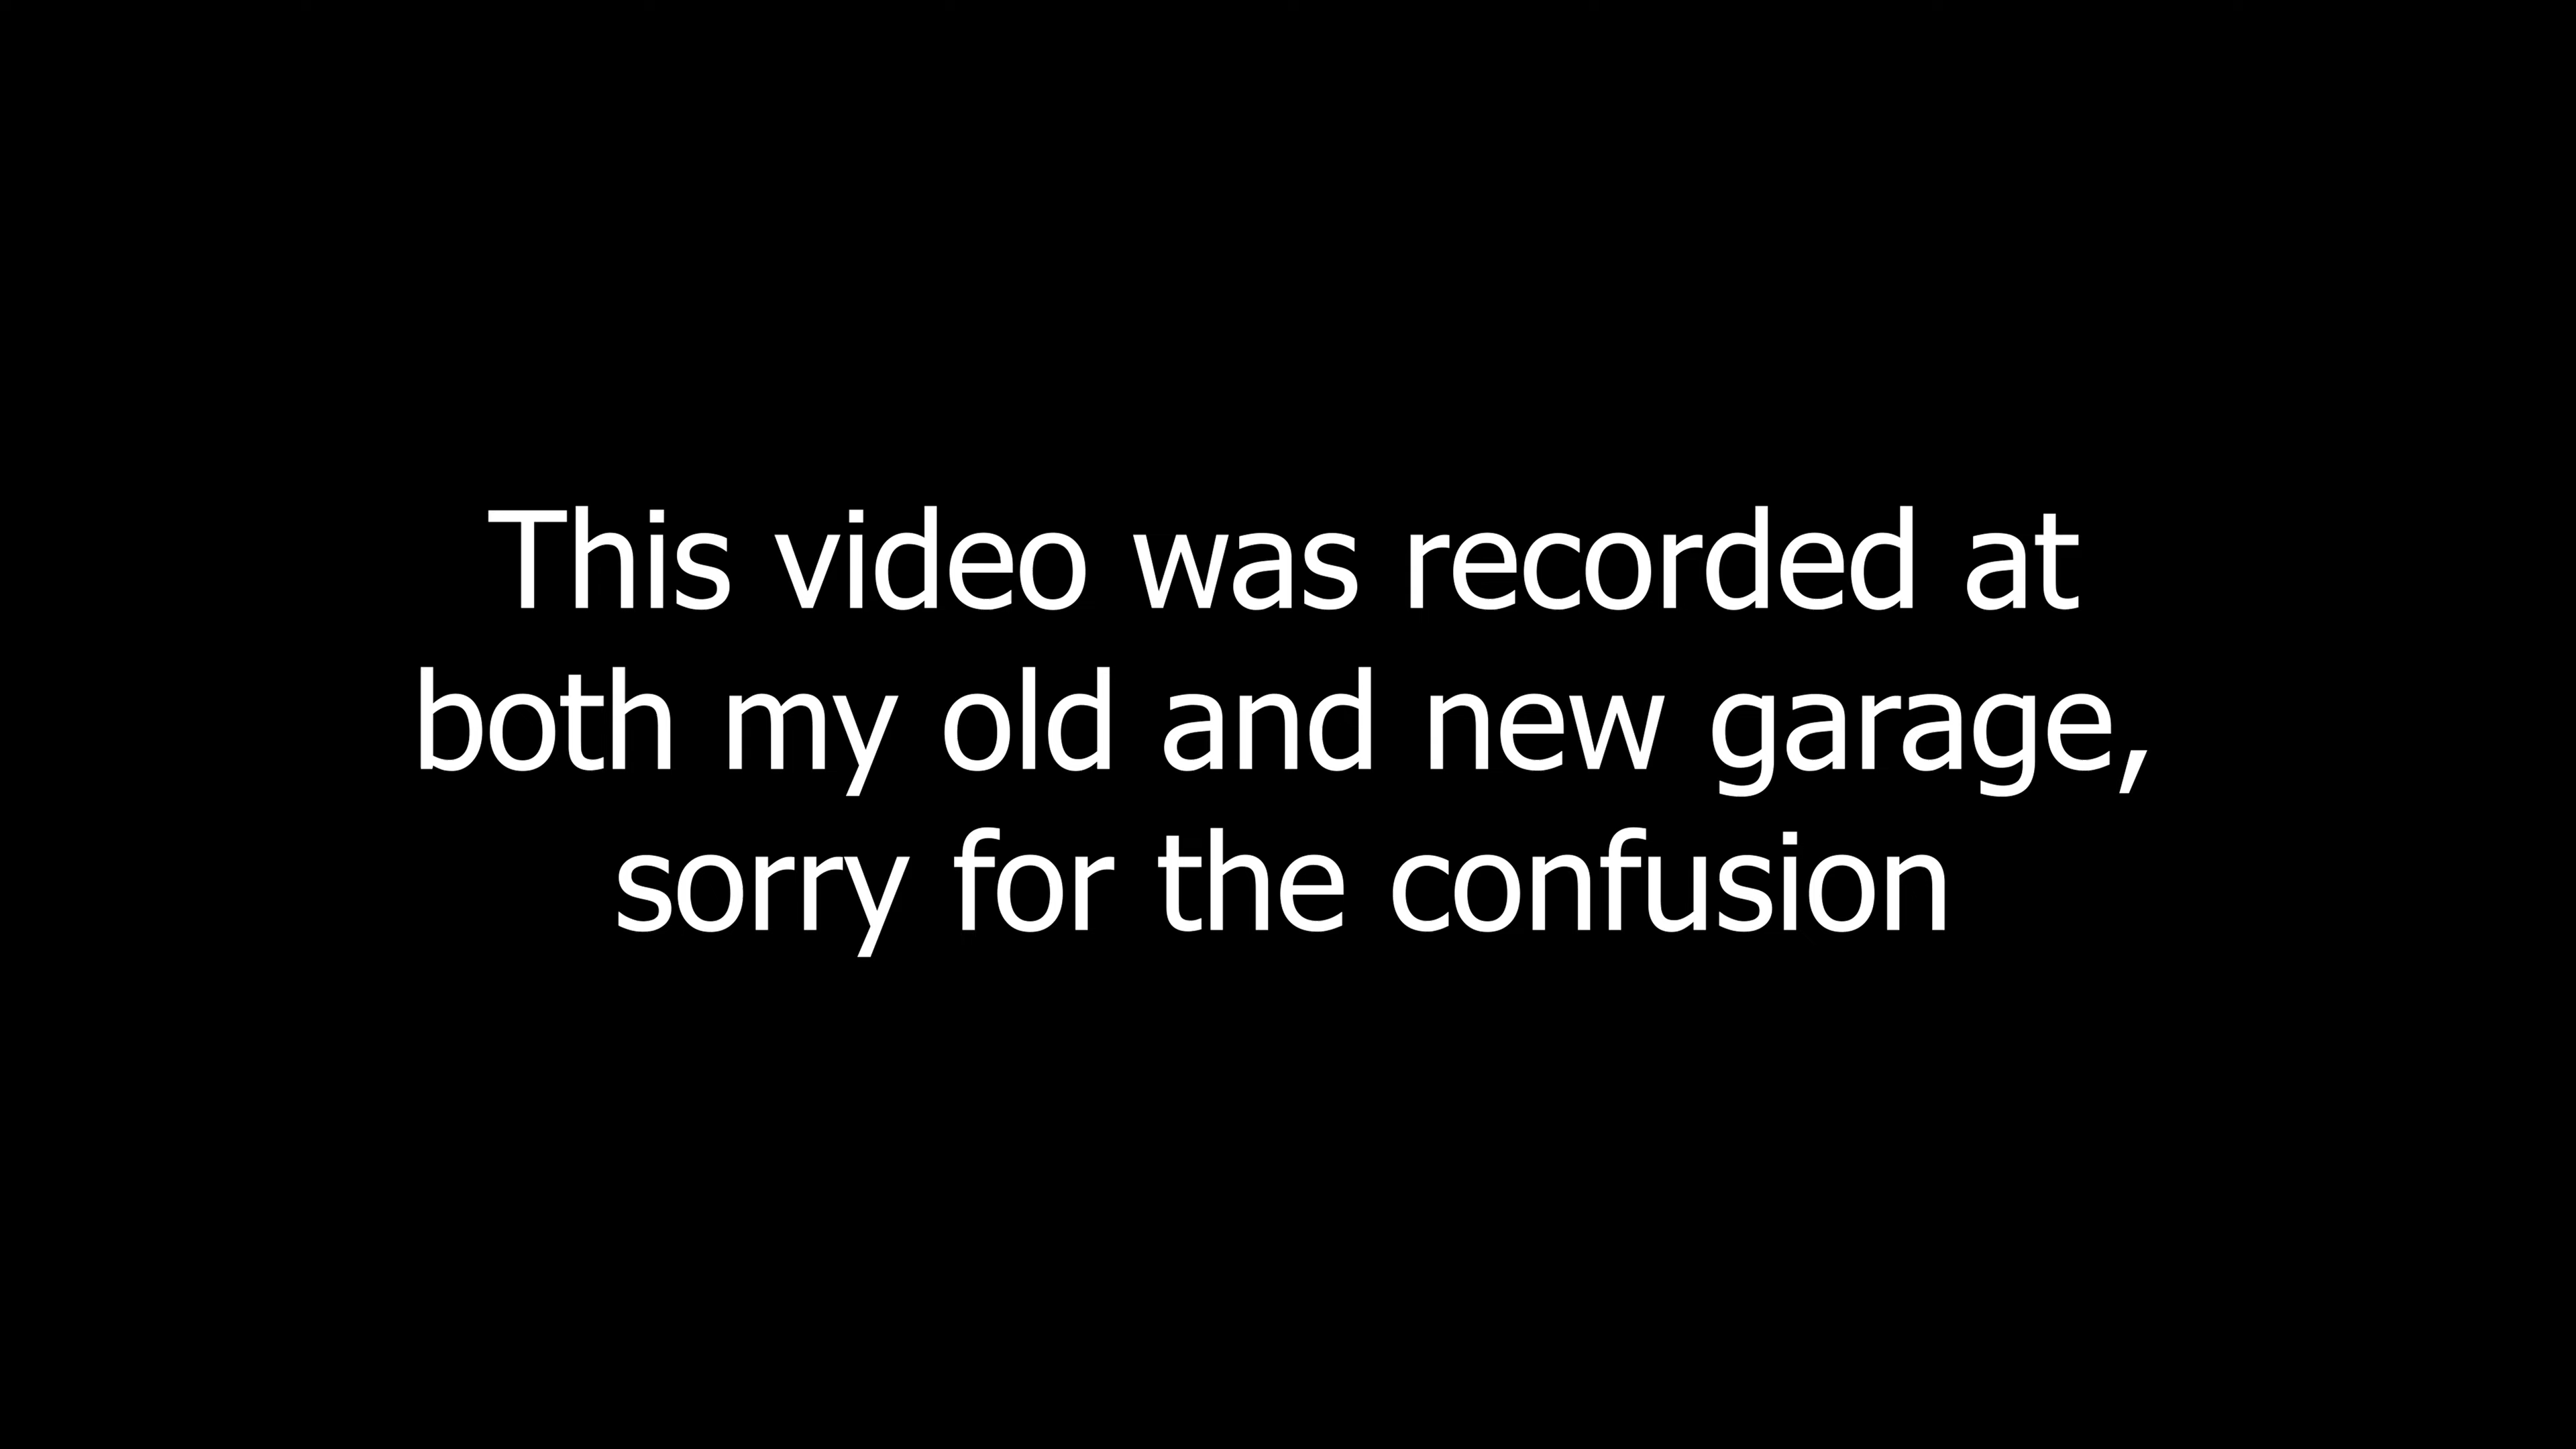 This video was recorded at
both my old and new garage,
sorry for the confusion